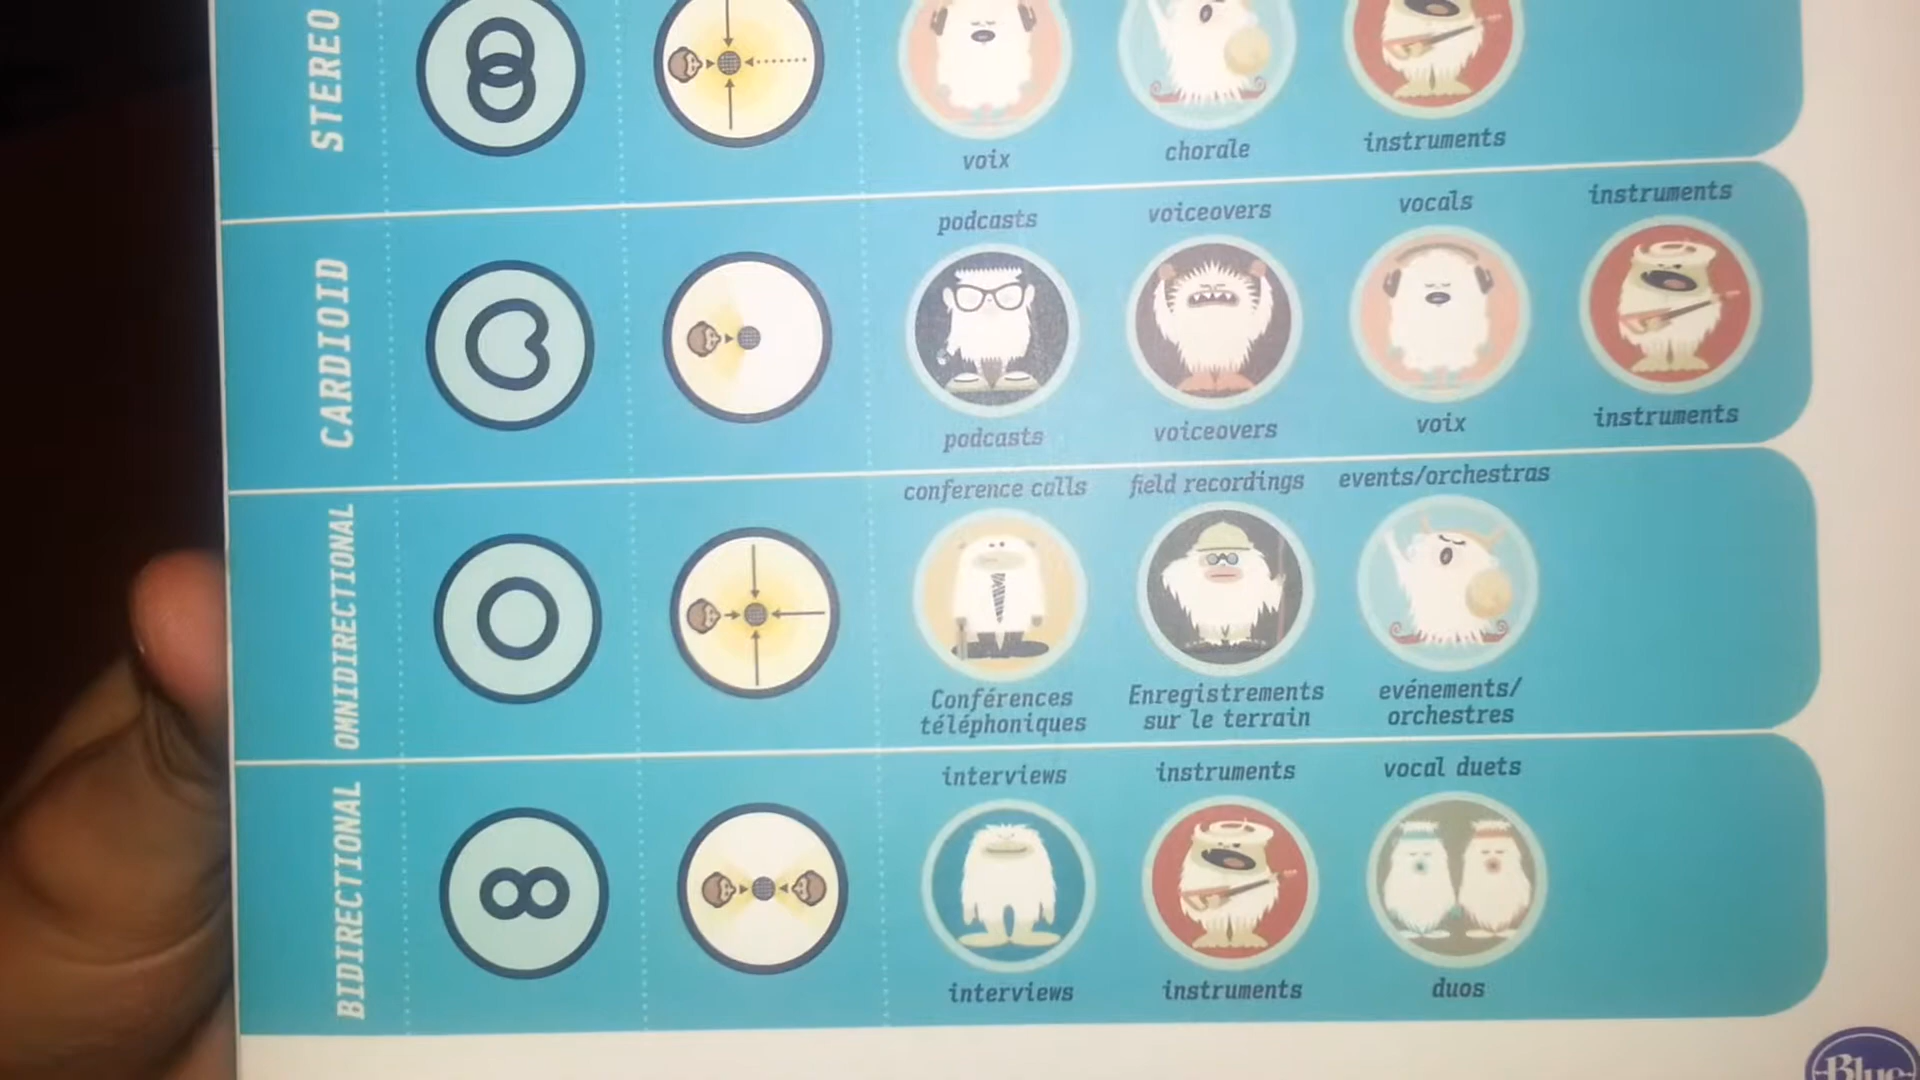 STEREO
voix
chorale
instruments
CARDIOID
podcasts
voiceovers
vocals
instruments
podcasts
voiceovers
voix
instruments
OMNIDIRECTIONAL
conference calls
field recordings
events/orchestras
Conférences
téléphoniques
Enregistrements
sur le terrain
evénements/
orchestres
BIDIRECTIONAL
interviews
instruments
vocal duets
interviews
instruments
duos
Blue